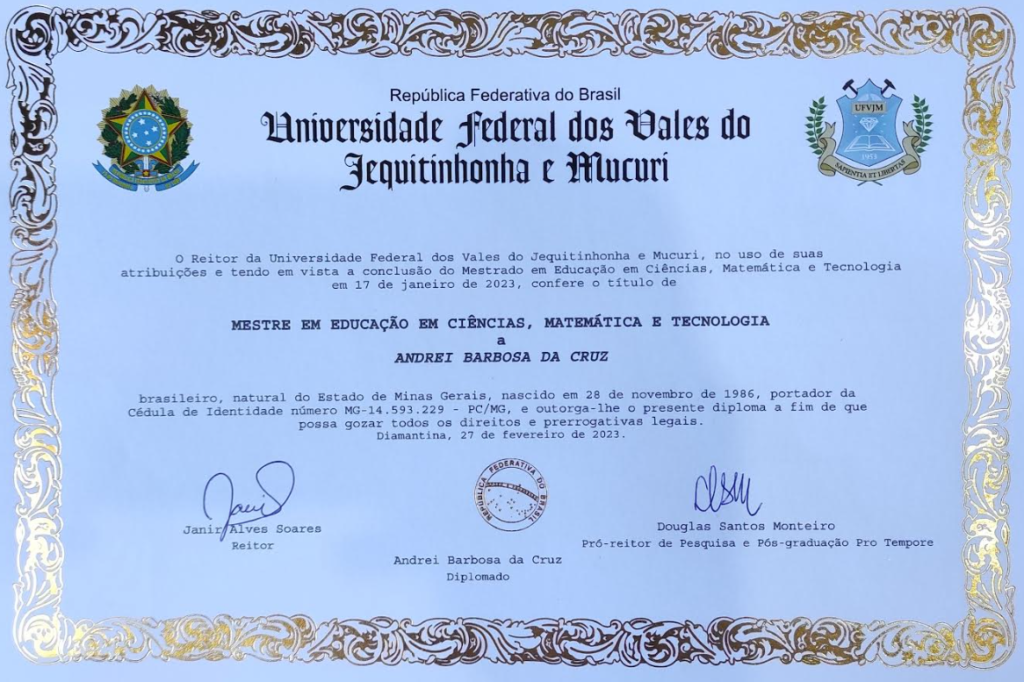 República Federativa do Brasil
Universidade Federal dos Vales do
Jequitinhonha e Mucuri
UFVJM
1953
SAPIENTIA ET LIBERTAS
O Reitor da Universidade Federal dos Vales do Jequitinhonha e Mucuri, no uso de suas
atribuições e tendo em vista a conclusão do Mestrado em Educação em Ciências, Matemática e Tecnologia
em 17 de janeiro de 2023, confere o título de
MESTRE EM EDUCAÇÃO EM CIÊNCIAS, MATEMÁTICA E TECNOLOGIA
a
ANDREI BARBOSA DA CRUZ
brasileiro, natural do Estado de Minas Gerais, nascido em 28 de novembro de 1986, portador da
Cédula de Identidade número MG-14.593.229 - PC/MG, e outorga-lhe o presente diploma a fim de que
possa gozar todos os direitos e prerrogativas legais.
Diamantina, 27 de fevereiro de 2023.
REPÚBLICA FEDERATIVA DO BRASIL
Janir Alves Soares
Reitor
Douglas Santos Monteiro
Pró-reitor de Pesquisa e Pós-graduação Pro Tempore
Andrei Barbosa da Cruz
Diplomado